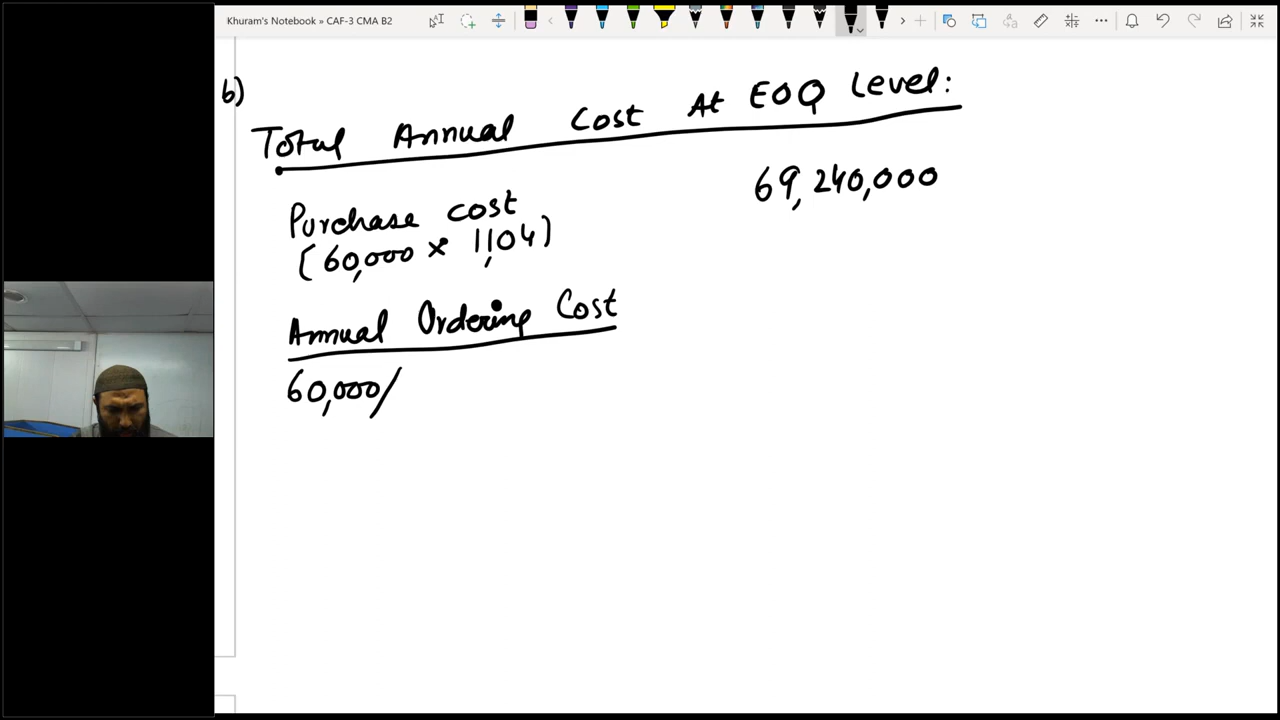 Khuram's Notebook » CAF-3 CMA B2
b)
Total Annual Cost At EOQ Level:
Purchase cost 69,240,000
(60,000 × 1,104)
Annual Ordering Cost
60,000/